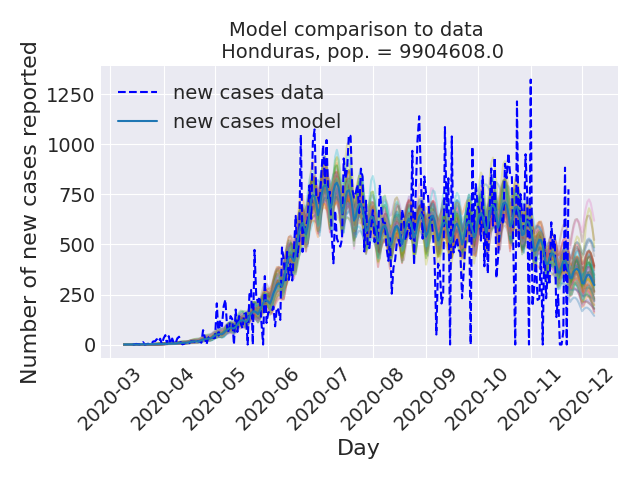 Model comparison to data
Honduras, pop. = 9904608.0
Number of new cases reported
1250
1000
750
500
250
0
new cases data
new cases model
2020-03
2020-04
2020-05
2020-06
2020-07
2020-08
2020-09
2020-10
2020-11
2020-12
Day